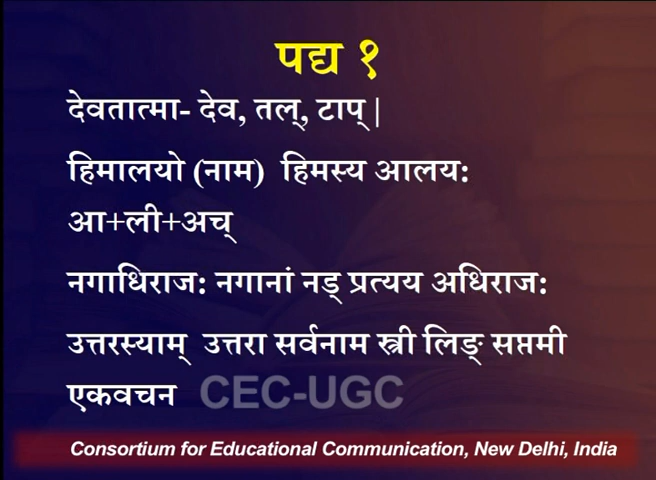 पद्य १
देवतात्मा- देव, तल्, टाप् |
हिमालयो (नाम) हिमस्य आलय:
आ+ली+अच्
नगाधिराज: नगानां नड् प्रत्यय अधिराज:
उत्तरस्याम् उत्तरा सर्वनाम स्त्री लिङ् सप्तमी
एकवचन CEC-UGC
Consortium for Educational Communication, New Delhi, India